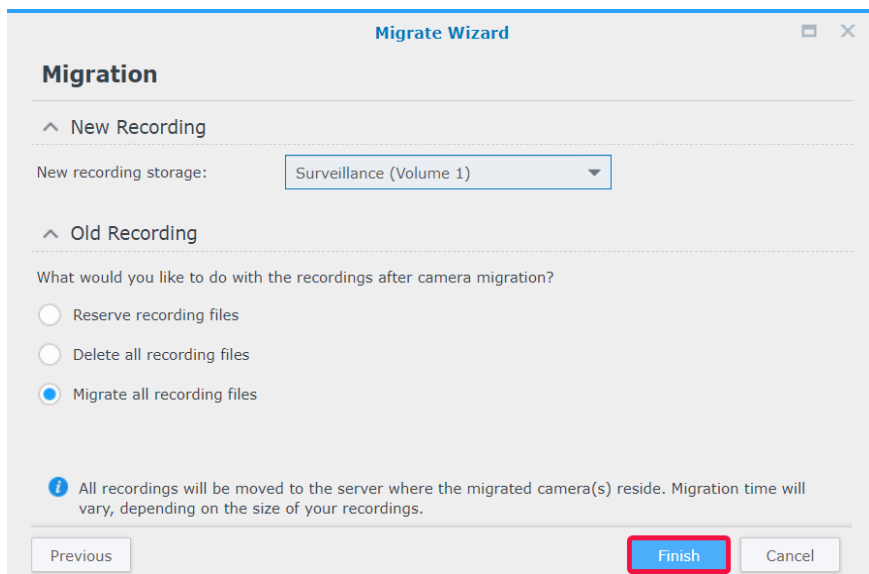 Migrate Wizard
Migration
New Recording
New recording storage:
Surveillance (Volume 1)
Old Recording
What would you like to do with the recordings after camera migration?
Reserve recording files
Delete all recording files
Migrate all recording files
All recordings will be moved to the server where the migrated camera(s) reside. Migration time will
vary, depending on the size of your recordings.
Previous
Finish
Cancel